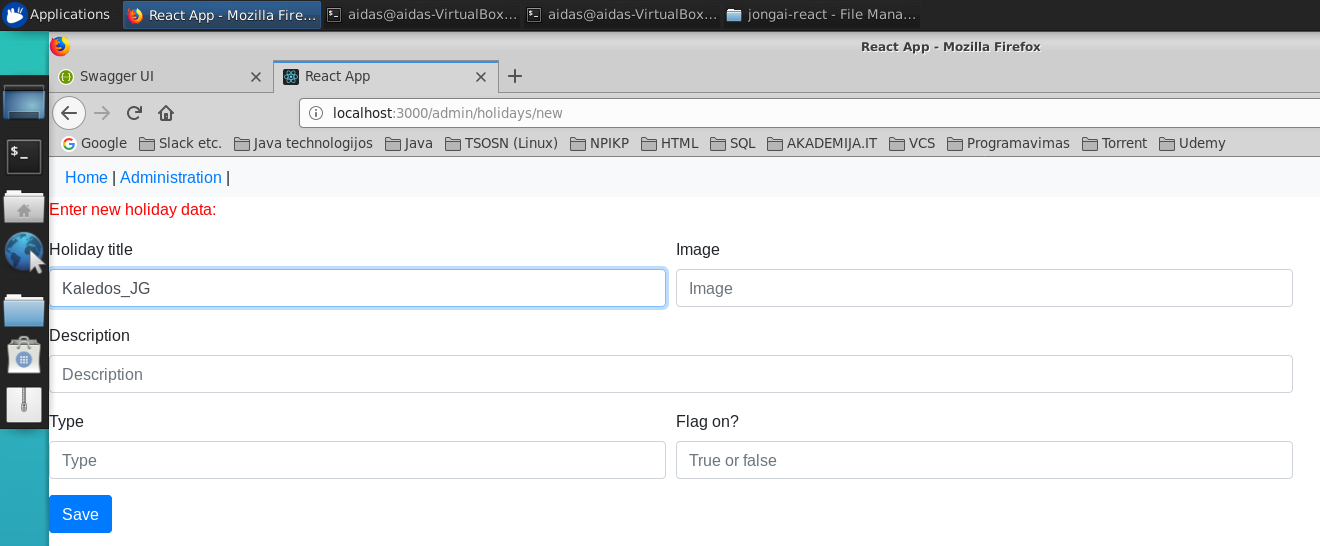 Applications React App - Mozilla Fire... aidas@aidas-VirtualBox... aidas@aidas-VirtualBox... jongai-react - File Mana...
React App - Mozilla Firefox
Swagger UI React App
localhost:3000/admin/holidays/new
Google Slack etc. Java technologijos Java TSOSN (Linux) NPIKP HTML SQL AKADEMIJA.IT VCS Programavimas Torrent Udemy
Home | Administration |
Enter new holiday data:
Holiday title Image
Kaledos_JG Image
Description
Description
Type Flag on?
Type True or false
Save